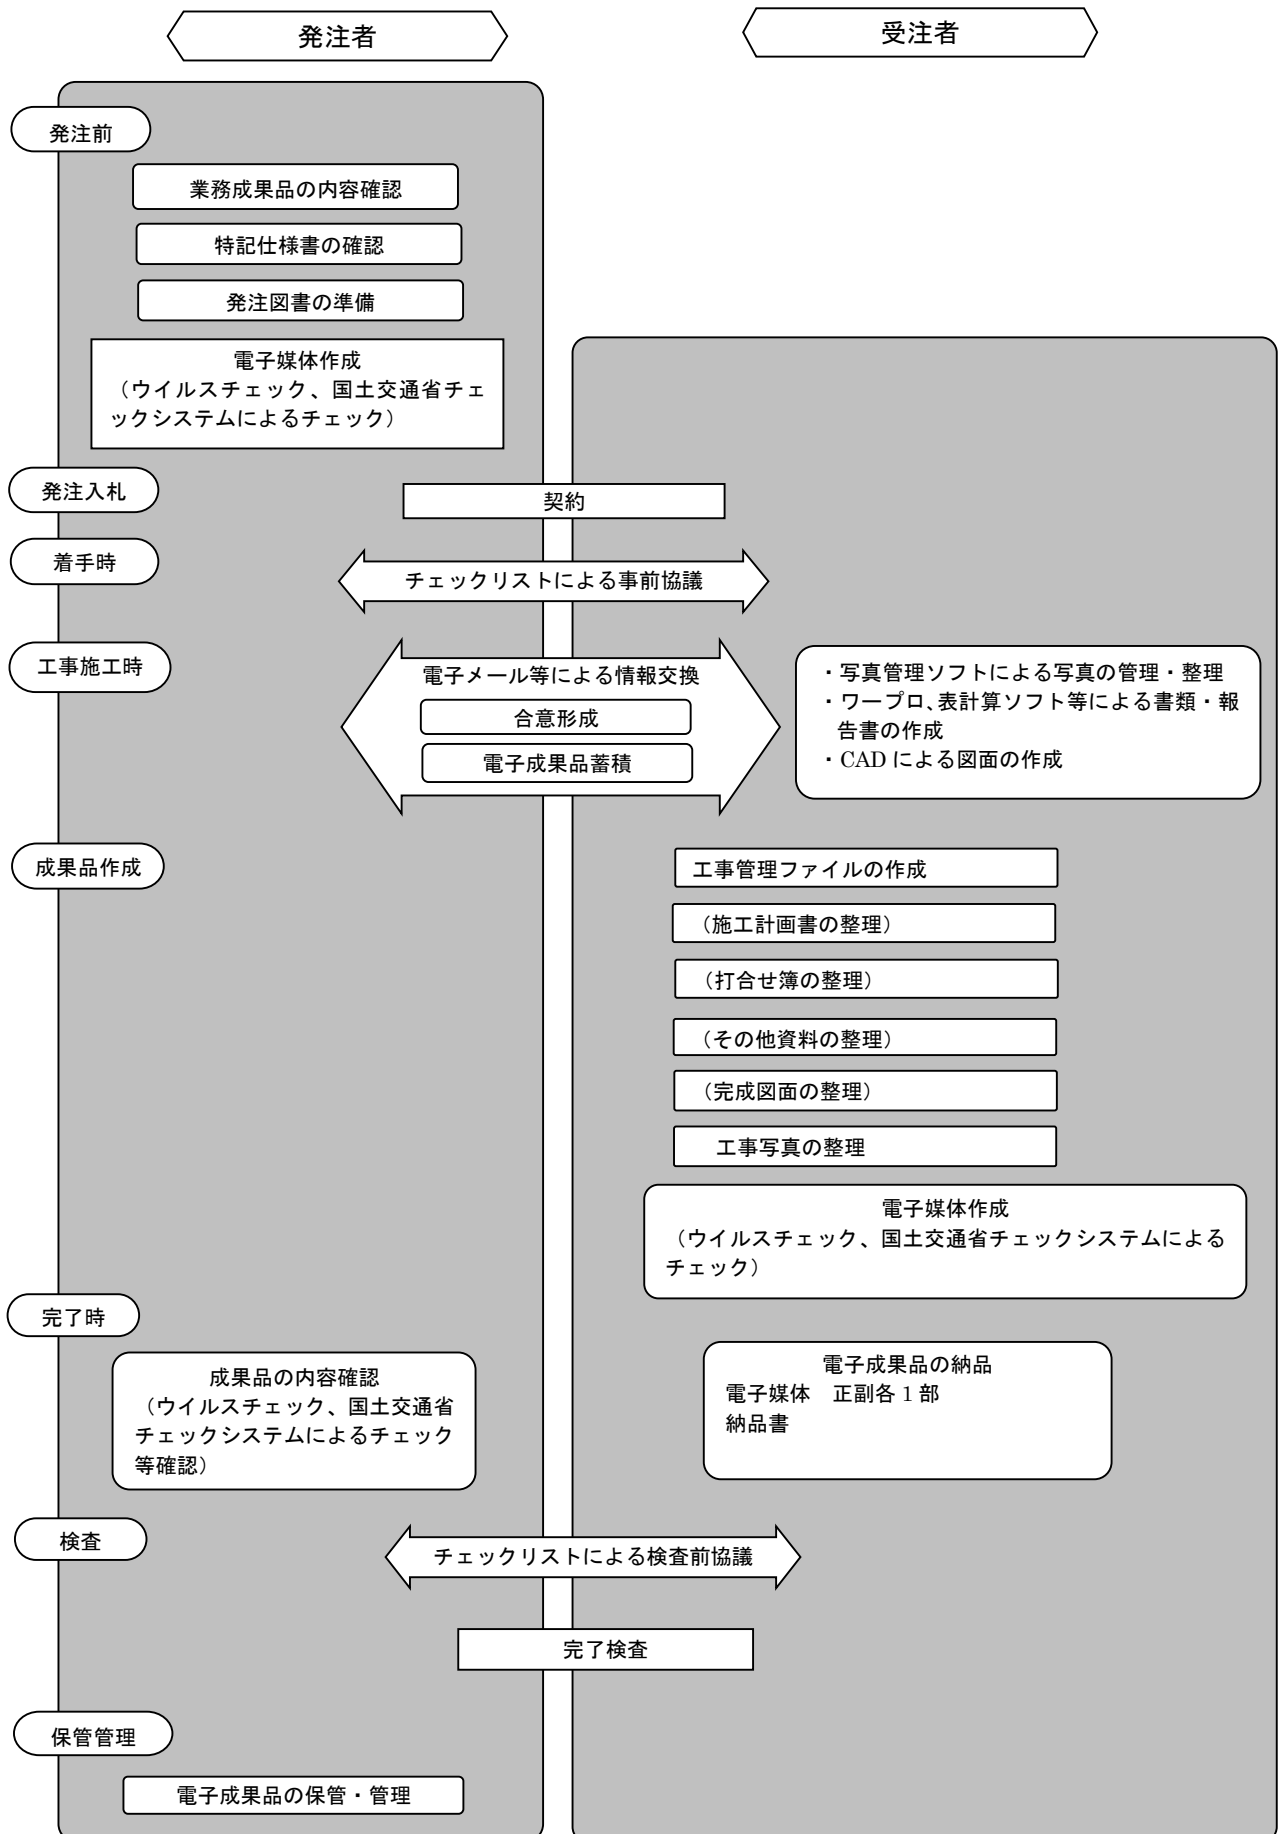 発注者
受注者
発注前
業務成果品の内容確認
特記仕様書の確認
発注図書の準備
電子媒体作成
（ウイルスチェック、国土交通省チェ
ックシステムによるチェック）
発注入札
契約
着手時
チェックリストによる事前協議
工事施工時
電子メール等による情報交換
合意形成
電子成果品蓄積
・写真管理ソフトによる写真の管理・整理
・ワープロ、表計算ソフト等による書類・報
告書の作成
・CAD による図面の作成
成果品作成
工事管理ファイルの作成
（施工計画書の整理）
（打合せ簿の整理）
（その他資料の整理）
（完成図面の整理）
工事写真の整理
電子媒体作成
（ウイルスチェック、国土交通省チェックシステムによる
チェック）
完了時
成果品の内容確認
（ウイルスチェック、国土交通省
チェックシステムによるチェック
等確認）
電子成果品の納品
電子媒体　正副各 1 部
納品書
検査
チェックリストによる検査前協議
完了検査
保管管理
電子成果品の保管・管理